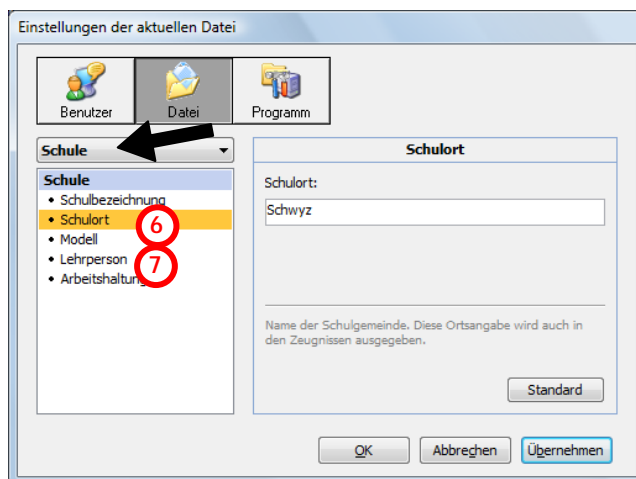 Einstellungen der aktuellen Datei
Benutzer
Datei
Programm
Schule
Schule
• Schulbezeichnung
• Schulort
• Modell
• Lehrperson
• Arbeitshaltung
6
7
Schulort
Schulort:
Schwyz
Name der Schulgemeinde. Diese Ortsangabe wird auch in
den Zeugnissen ausgegeben.
Standard
OK
Abbrechen
Übernehmen